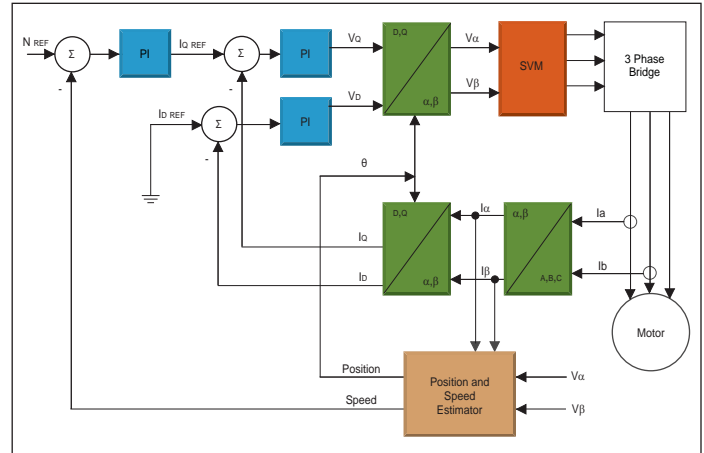 N REF
Σ
PI
IQ REF
Σ
PI
VQ
D,Q
α,β
Vα
Vβ
SVM
3 Phase
Bridge
-
-
ID REF
Σ
PI
VD
-
θ
D,Q
α,β
Iα
Iβ
α,β
A,B,C
Ia
Ib
IQ
ID
Motor
Position
Speed
Position and
Speed
Estimator
Vα
Vβ